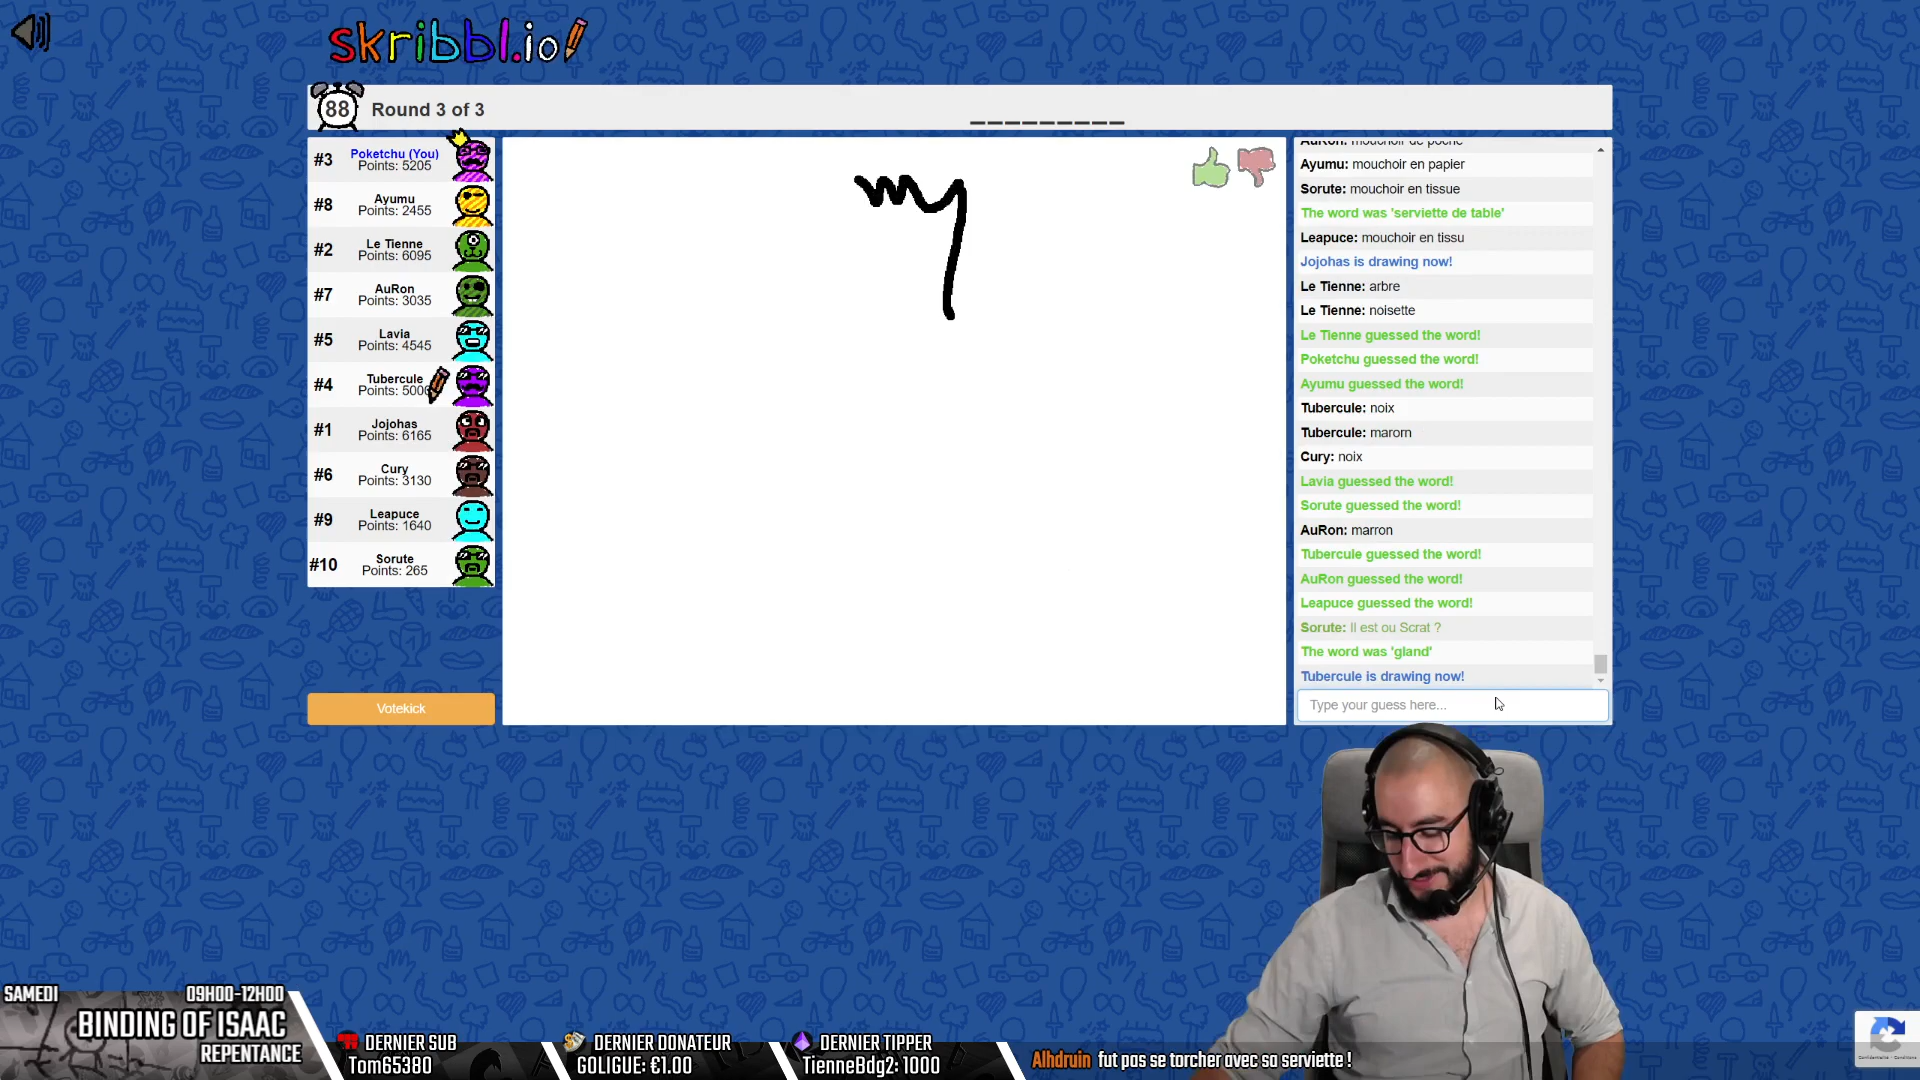 skribbl.io
88
Round 3 of 3
_________
#3 Poketchu (You)
Points: 5205
#8 Ayumu
Points: 2455
#2 Le Tienne
Points: 6095
#7 AuRon
Points: 3035
#5 Lavia
Points: 4545
#4 Tubercule
Points: 5000
#1 Jojohas
Points: 6165
#6 Cury
Points: 3130
#9 Leapuce
Points: 1640
#10 Sorute
Points: 265
Votekick
AuRon: mouchoir de poche
Ayumu: mouchoir en papier
Sorute: mouchoir en tissue
The word was 'serviette de table'
Leapuce: mouchoir en tissu
Jojohas is drawing now!
Le Tienne: arbre
Le Tienne: noisette
Le Tienne guessed the word!
Poketchu guessed the word!
Ayumu guessed the word!
Tubercule: noix
Tubercule: marorn
Cury: noix
Lavia guessed the word!
Sorute guessed the word!
AuRon: marron
Tubercule guessed the word!
AuRon guessed the word!
Leapuce guessed the word!
Sorute: Il est ou Scrat ?
The word was 'gland'
Tubercule is drawing now!
Type your guess here...
SAMEDI 09H00-12H00
BINDING OF ISAAC
REPENTANCE
DERNIER SUB
Tom65380
DERNIER DONATEUR
GOLIGUE: €1.00
DERNIER TIPPER
TienneBdg2: 1000
Alhdruin fut pas se torcher avec sa serviette !